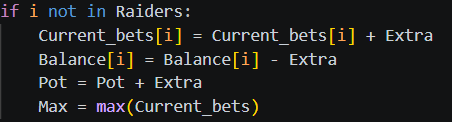 if i not in Raiders:
    Current_bets[i] = Current_bets[i] + Extra
    Balance[i] = Balance[i] - Extra
    Pot = Pot + Extra
    Max = max(Current_bets)